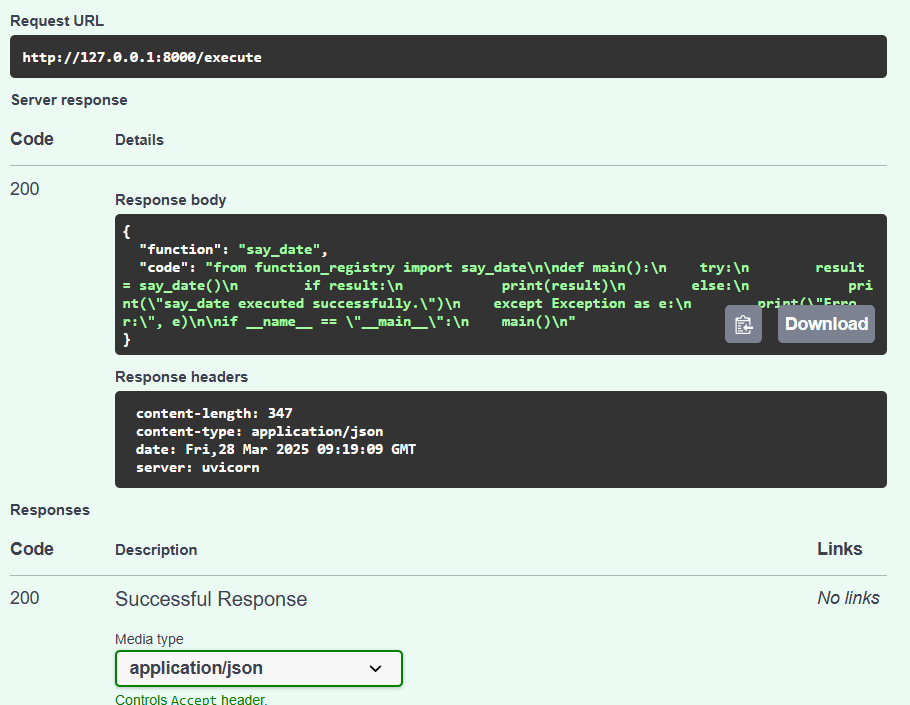 Request URL
http://127.0.0.1:8000/execute
Server response
Code Details
200
Response body
{
  "function": "say_date",
  "code": "from function_registry import say_date\n\ndef main():\n    try:\n        result
= say_date()\n        if result:\n            print(result)\n        else:\n            pri
nt(\"say_date executed successfully.\")\n    except Exception as e:\n        print(\"Erro
r:\", e)\n\nif __name__ == \"__main__\":\n    main()\n"
}
Download
Response headers
content-length: 347
content-type: application/json
date: Fri,28 Mar 2025 09:19:09 GMT
server: uvicorn
Responses
Code Description Links
200 Successful Response No links
Media type
application/json
Controls Accept header.